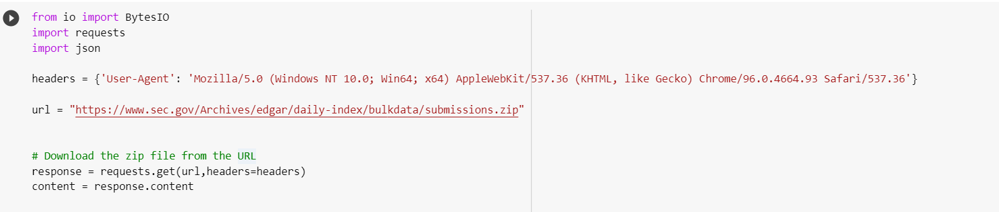 from io import BytesIO
import requests
import json
headers = {'User-Agent': 'Mozilla/5.0 (Windows NT 10.0; Win64; x64) AppleWebKit/537.36 (KHTML, like Gecko) Chrome/96.0.4664.93 Safari/537.36'}
url = "https://www.sec.gov/Archives/edgar/daily-index/bulkdata/submissions.zip"
# Download the zip file from the URL
response = requests.get(url,headers=headers)
content = response.content